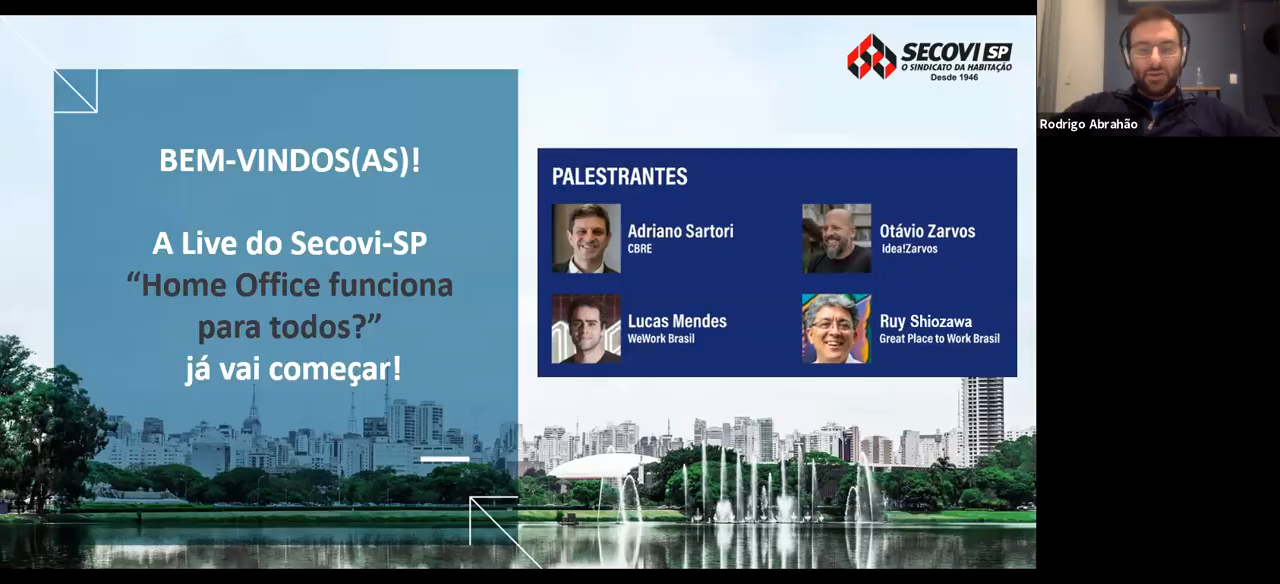 SECOVI SP
O SINDICATO DA HABITAÇÃO
Desde 1946
BEM-VINDOS(AS)!
A Live do Secovi-SP
“Home Office funciona
para todos?”
já vai começar!
PALESTRANTES
Adriano Sartori
CBRE
Otávio Zarvos
Idea!Zarvos
Lucas Mendes
WeWork Brasil
Ruy Shiozawa
Great Place to Work Brasil
Rodrigo Abrahão